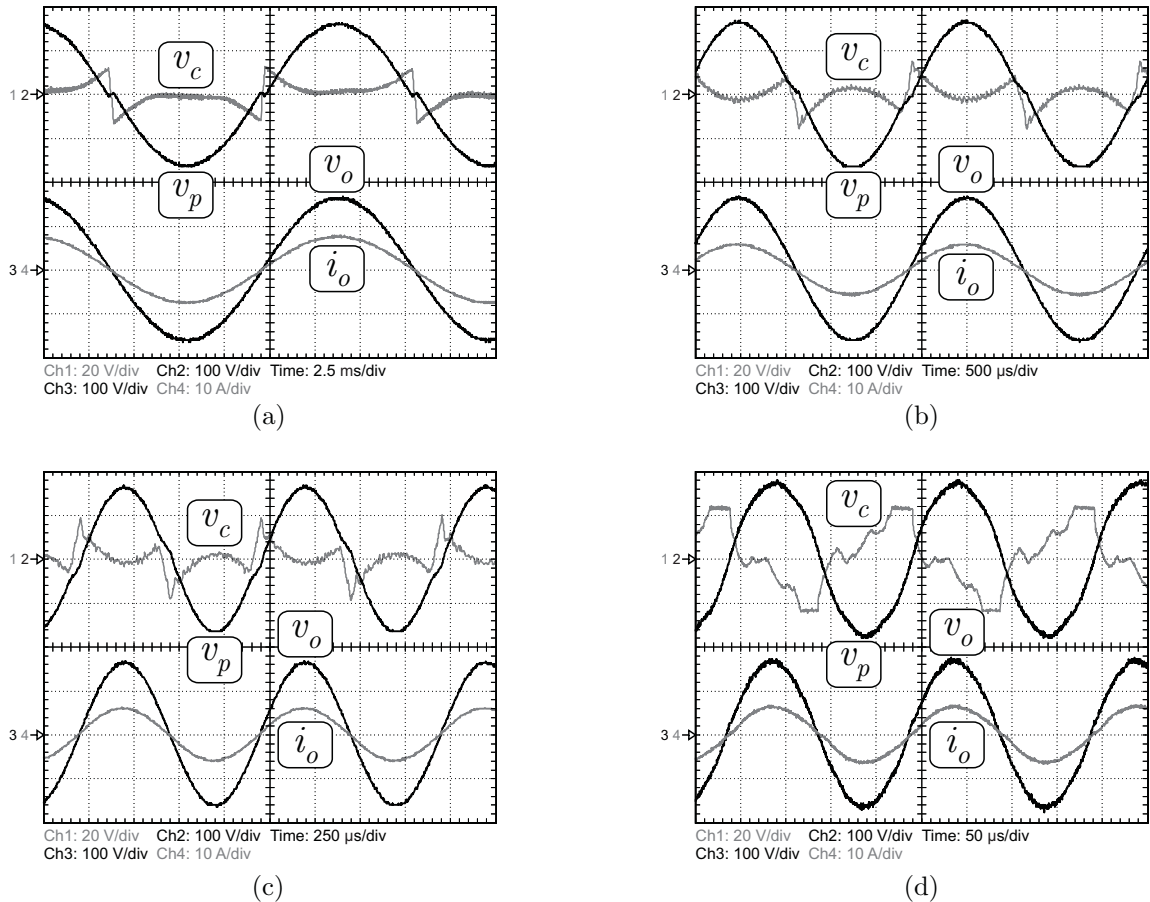 v_c
1 2
v_p
v_o
3 4
i_o
Ch1: 20 V/div Ch2: 100 V/div Time: 2.5 ms/div
Ch3: 100 V/div Ch4: 10 A/div
(a)
v_c
1 2
v_p
v_o
3 4
i_o
Ch1: 20 V/div Ch2: 100 V/div Time: 500 µs/div
Ch3: 100 V/div Ch4: 10 A/div
(b)
v_c
1 2
v_o
v_p
3 4
i_o
Ch1: 20 V/div Ch2: 100 V/div Time: 250 µs/div
Ch3: 100 V/div Ch4: 10 A/div
(c)
v_c
1 2
v_o
v_p
3 4
i_o
Ch1: 20 V/div Ch2: 100 V/div Time: 50 µs/div
Ch3: 100 V/div Ch4: 10 A/div
(d)